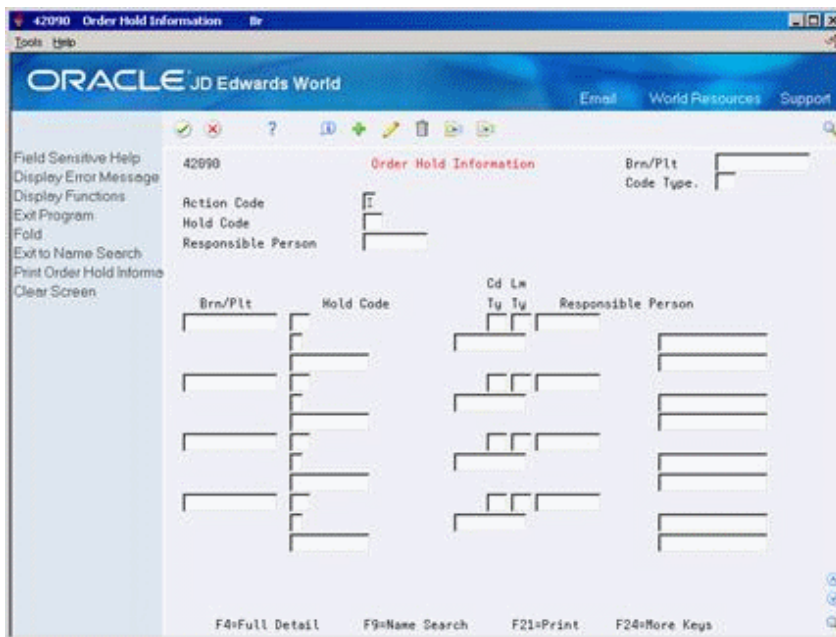 42090 Order Hold Information Br
Tools Help
ORACLE JD Edwards World
Email World Resources Support
?
Field Sensitive Help
Display Error Message
Display Functions
Exit Program
Fold
Exit to Name Search
Print Order Hold Informa
Clear Screen
42090 Order Hold Information Brn/Plt
Code Type.
Action Code I
Hold Code
Responsible Person
Cd Lm
Brn/Plt Hold Code Ty Ty Responsible Person
F4=Full Detail F9=Name Search F21=Print F24=More Keys